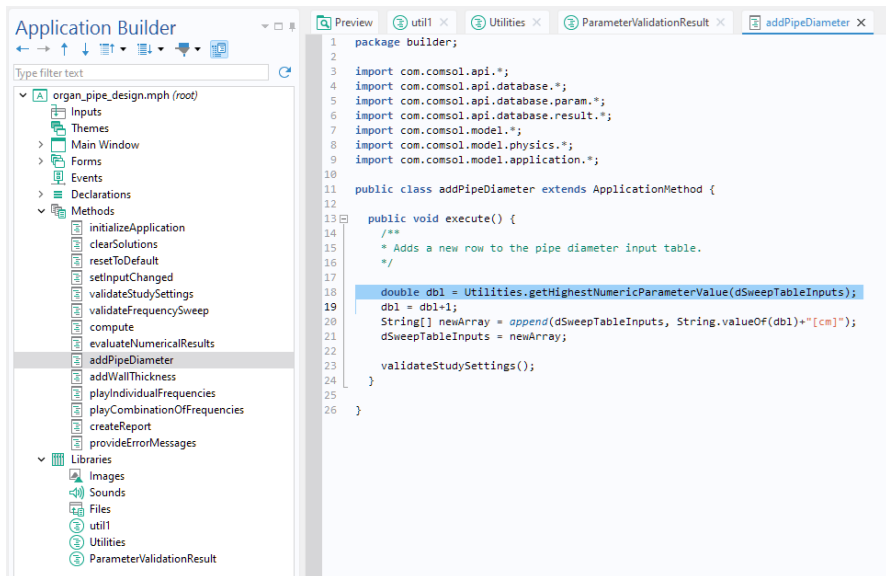 Application Builder
Type filter text
organ_pipe_design.mph (root)
Inputs
Themes
Main Window
Forms
Events
Declarations
Methods
initializeApplication
clearSolutions
resetToDefault
setInputChanged
validateStudySettings
validateFrequencySweep
compute
evaluateNumericalResults
addPipeDiameter
addWallThickness
playIndividualFrequencies
playCombinationOfFrequencies
createReport
provideErrorMessages
Libraries
Images
Sounds
Files
util1
Utilities
ParameterValidationResult
Preview util1 Utilities ParameterValidationResult addPipeDiameter
1 package builder;
2
3 import com.comsol.api.*;
4 import com.comsol.api.database.*;
5 import com.comsol.api.database.param.*;
6 import com.comsol.api.database.result.*;
7 import com.comsol.model.*;
8 import com.comsol.model.physics.*;
9 import com.comsol.model.application.*;
10
11 public class addPipeDiameter extends ApplicationMethod {
12
13 public void execute() {
14 /**
15 * Adds a new row to the pipe diameter input table.
16 */
17
18 double dbl = Utilities.getHighestNumericParameterValue(dSweepTableInputs);
19 dbl = dbl+1;
20 String[] newArray = append(dSweepTableInputs, String.valueOf(dbl)+"[cm]");
21 dSweepTableInputs = newArray;
22
23 validateStudySettings();
24 }
25
26 }